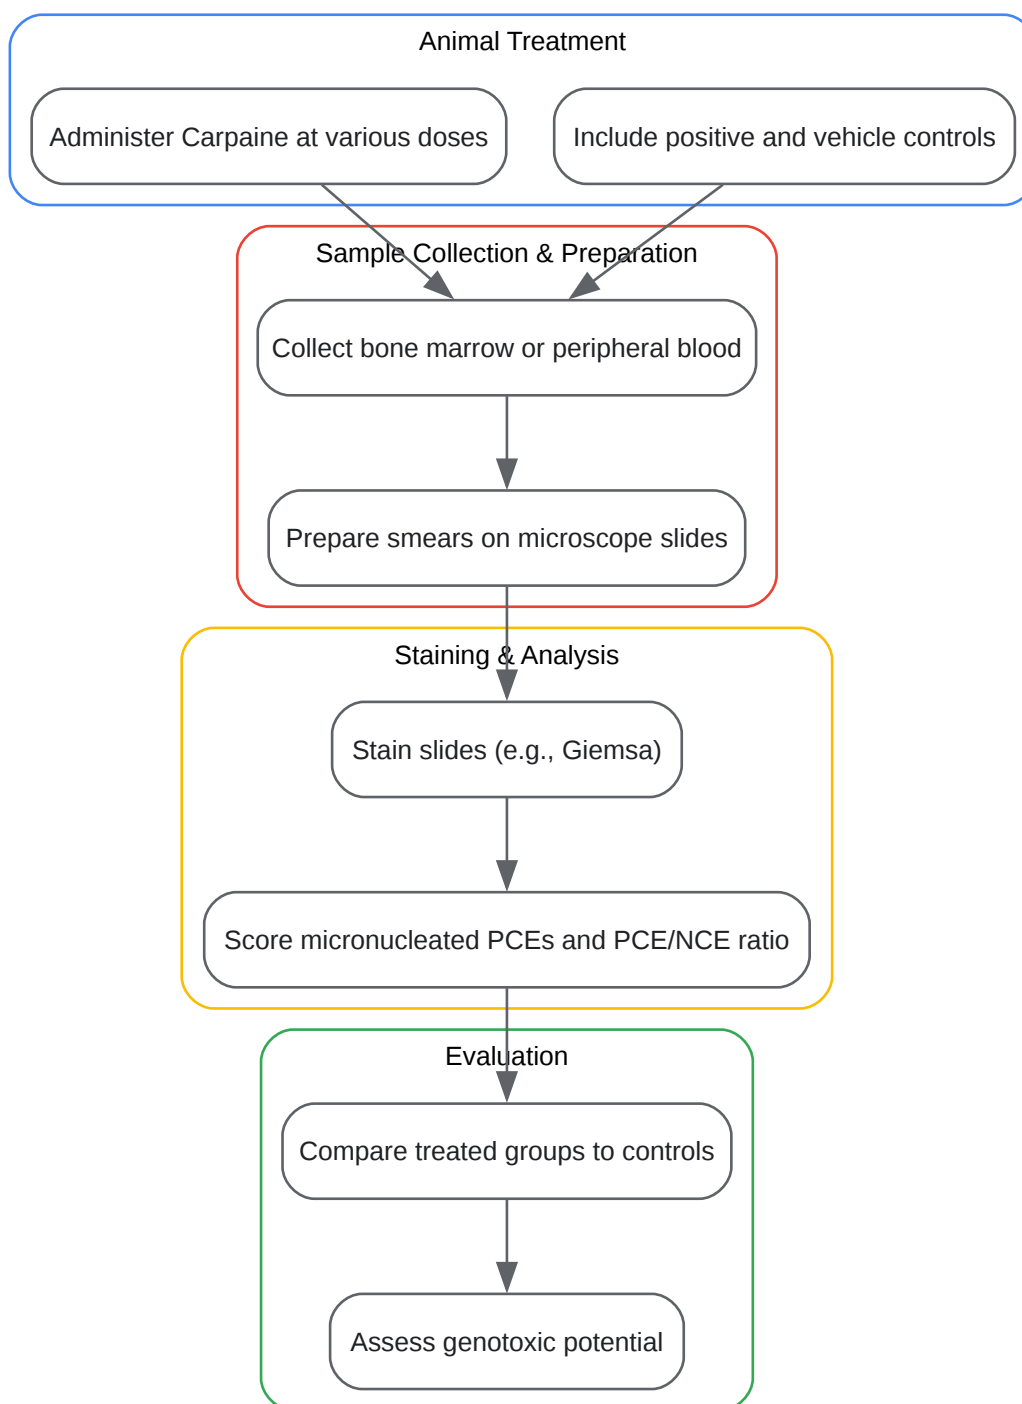 Animal Treatment
Administer Carpaine at various doses
Include positive and vehicle controls
Sample Collection & Preparation
Collect bone marrow or peripheral blood
Prepare smears on microscope slides
Staining & Analysis
Stain slides (e.g., Giemsa)
Score micronucleated PCEs and PCE/NCE ratio
Evaluation
Compare treated groups to controls
Assess genotoxic potential